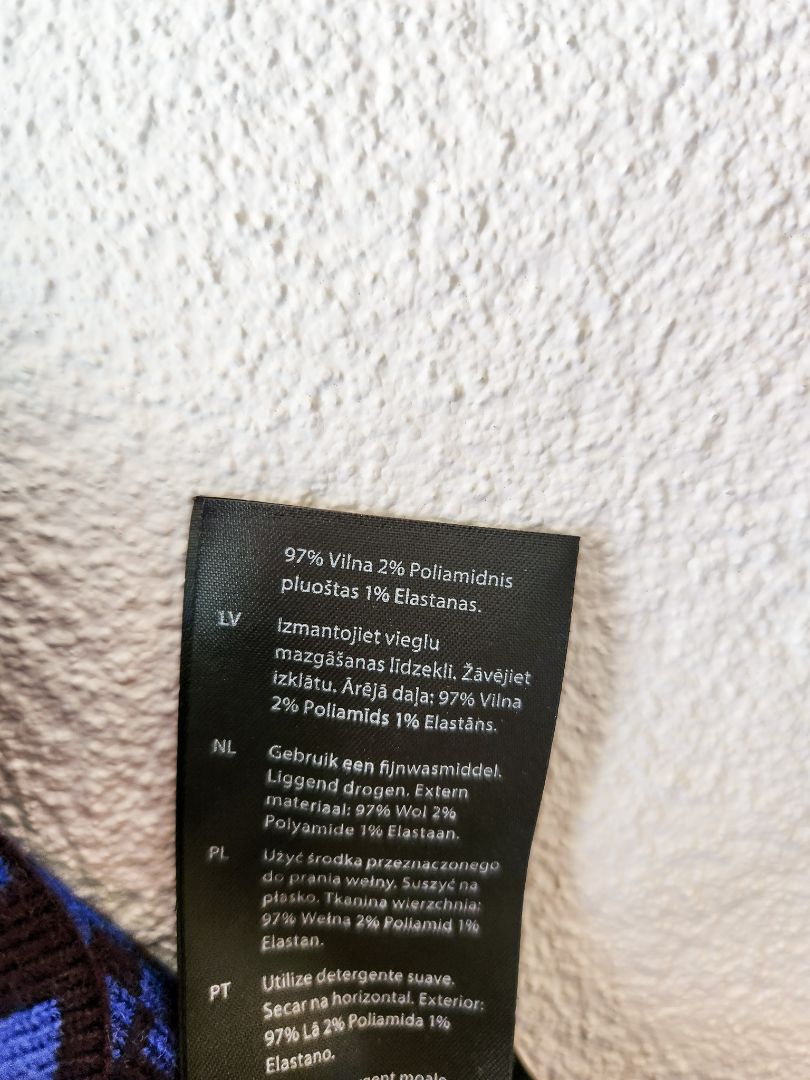 97% Vilna 2% Poliamidnis
pluoštas 1% Elastanas.
LV Izmantojiet vieglu
mazgāšanas līdzekli. Žāvējiet
izklātu. Ārējā daļa: 97% Vilna
2% Poliamīds 1% Elastāns.
NL Gebruik een fijnwasmiddel.
Liggend drogen. Extern
materiaal: 97% Wol 2%
Polyamide 1% Elastaan.
PL Użyć środka przeznaczonego
do prania wełny. Suszyć na
płasko. Tkanina wierzchnia:
97% Wełna 2% Poliamid 1%
Elastan.
PT Utilize detergente suave.
Secar na horizontal. Exterior:
97% Lã 2% Poliamida 1%
Elastano.
moale